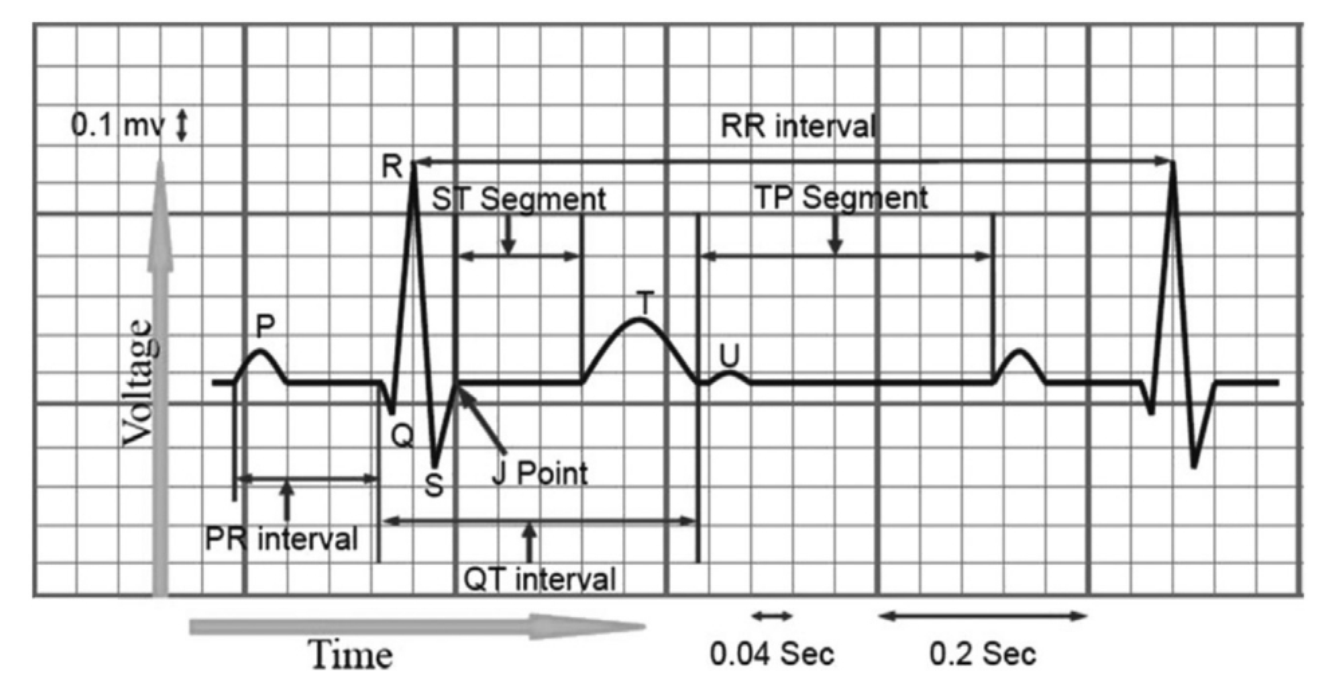 0.1 mv
RR interval
R
ST Segment
TP Segment
T
P
U
Voltage
Q
S
J Point
PR interval
QT interval
Time
0.04 Sec
0.2 Sec